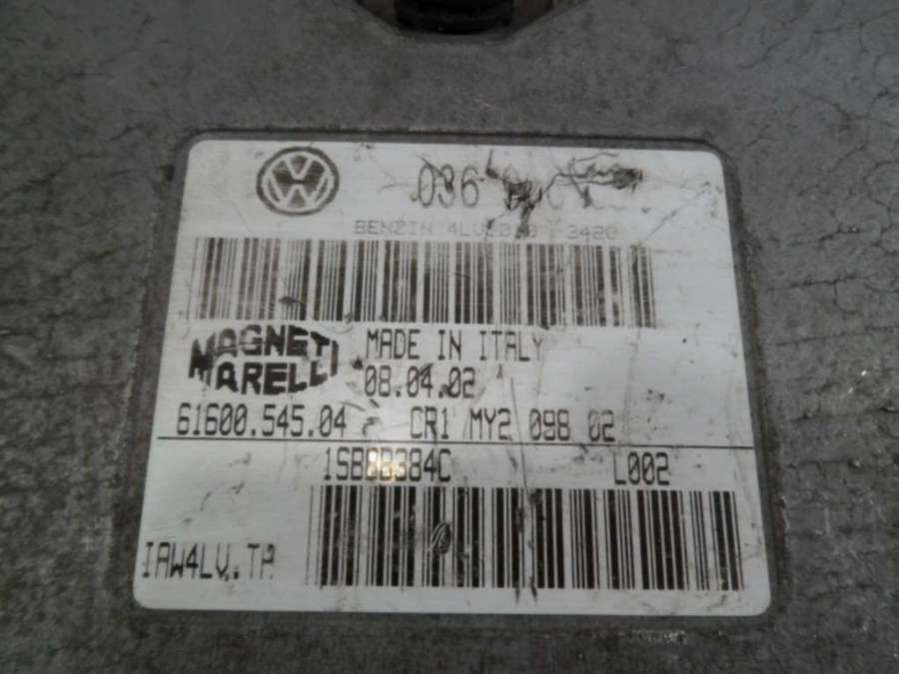 036
BENZIN 3420
MAGNETI MARELLI
MADE IN ITALY
08.04.02
61600.545.04 CR1 MY2 098 02
L002
IAW4LV.